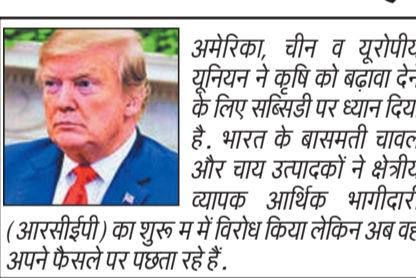 अमेरिका, चीन व यूरोपीय
यूनियन ने कृषि को बढ़ावा देने
के लिए सब्सिडी पर ध्यान दिया
है. भारत के बासमती चावल
और चाय उत्पादकों ने क्षेत्रीय
व्यापक आर्थिक भागीदारी
(आरसीईपी) का शुरू म में विरोध किया लेकिन अब वह
अपने फैसले पर पछता रहे हैं.